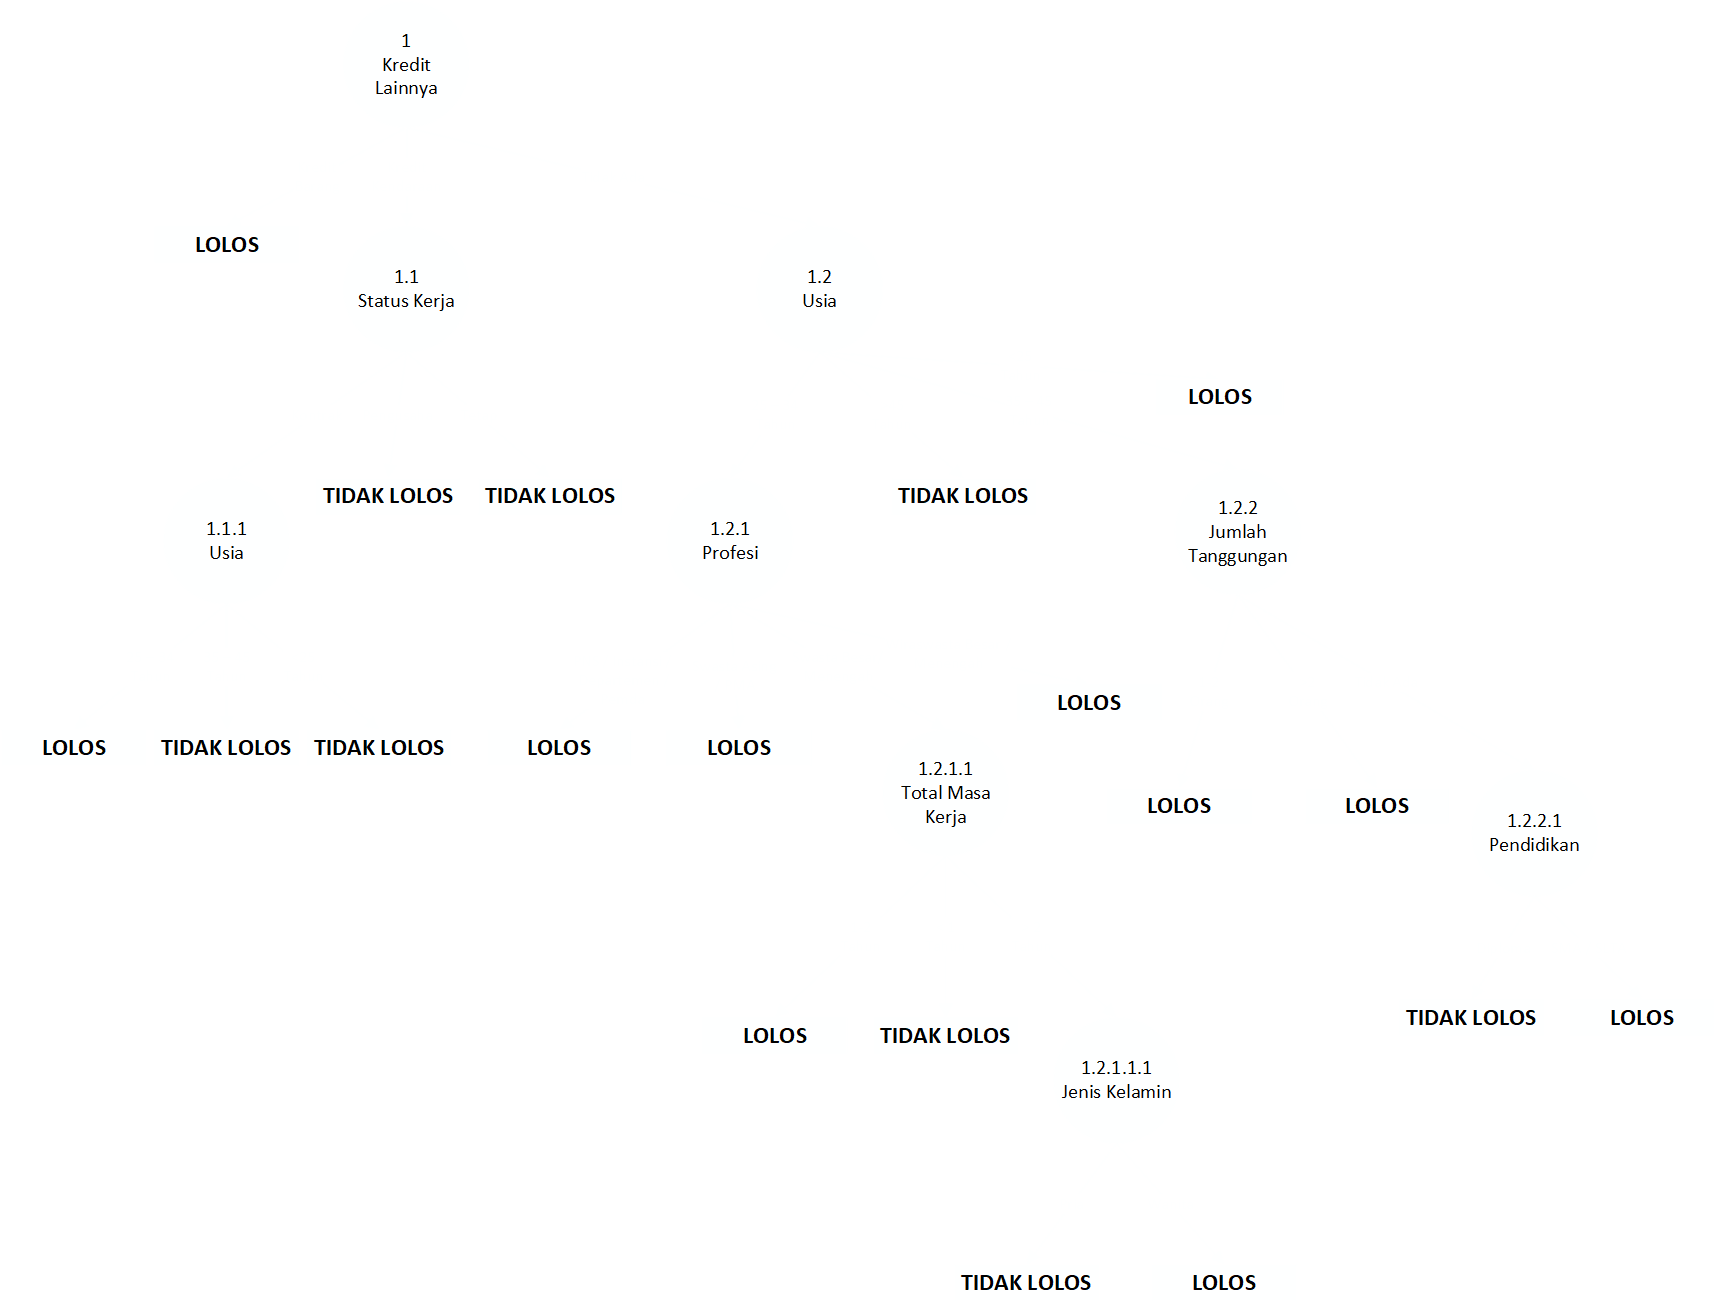 1
Kredit
Lainnya
LOLOS
1.1
Status Kerja
1.2
Usia
LOLOS
TIDAK LOLOS
TIDAK LOLOS
TIDAK LOLOS
1.1.1
Usia
1.2.1
Profesi
1.2.2
Jumlah
Tanggungan
LOLOS
LOLOS
TIDAK LOLOS
TIDAK LOLOS
LOLOS
LOLOS
1.2.1.1
Total Masa
Kerja
LOLOS
LOLOS
1.2.2.1
Pendidikan
LOLOS
TIDAK LOLOS
TIDAK LOLOS
LOLOS
1.2.1.1.1
Jenis Kelamin
TIDAK LOLOS
LOLOS